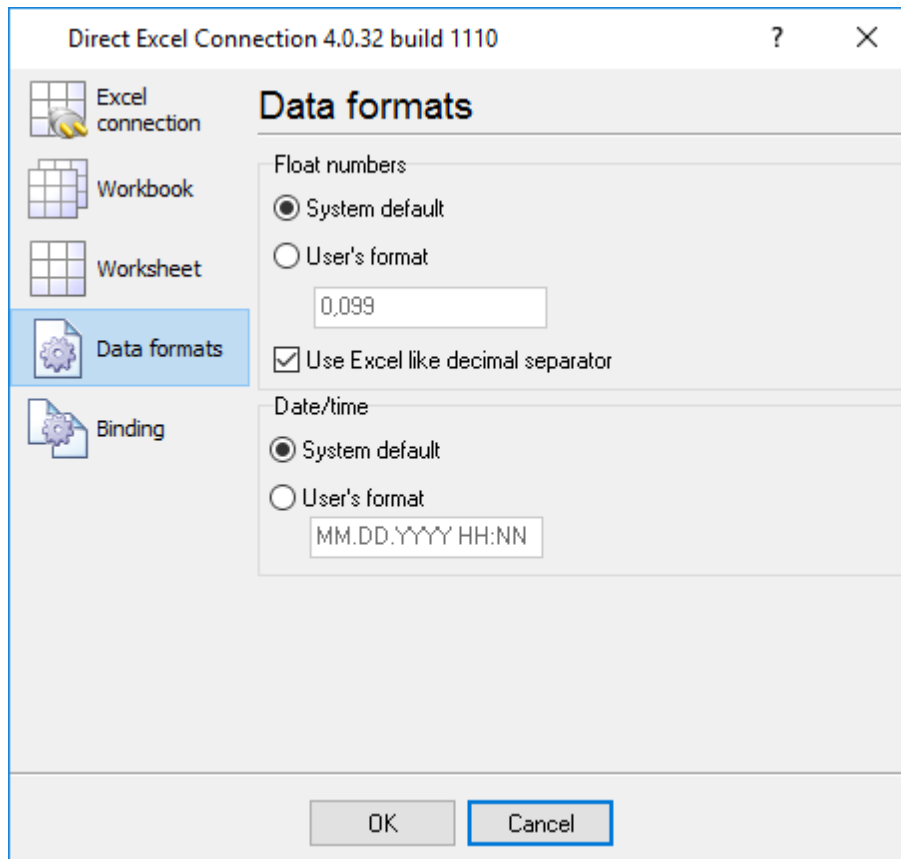 Direct Excel Connection 4.0.32 build 1110
?
Excel
connection
Workbook
Worksheet
Data formats
Binding
Data formats
Float numbers
System default
User's format
0,099
Use Excel like decimal separator
Date/time
System default
User's format
MM.DD.YYYY HH:NN
OK
Cancel